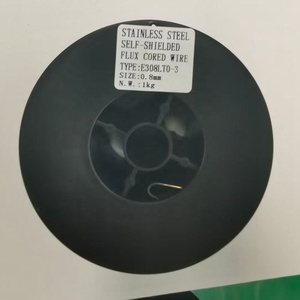 STAINLESS STEEL
SELF-SHIELDED
FLUX CORED WIRE
TYPE:E308LT0-3
SIZE:0.8mm
N.W.:1kg